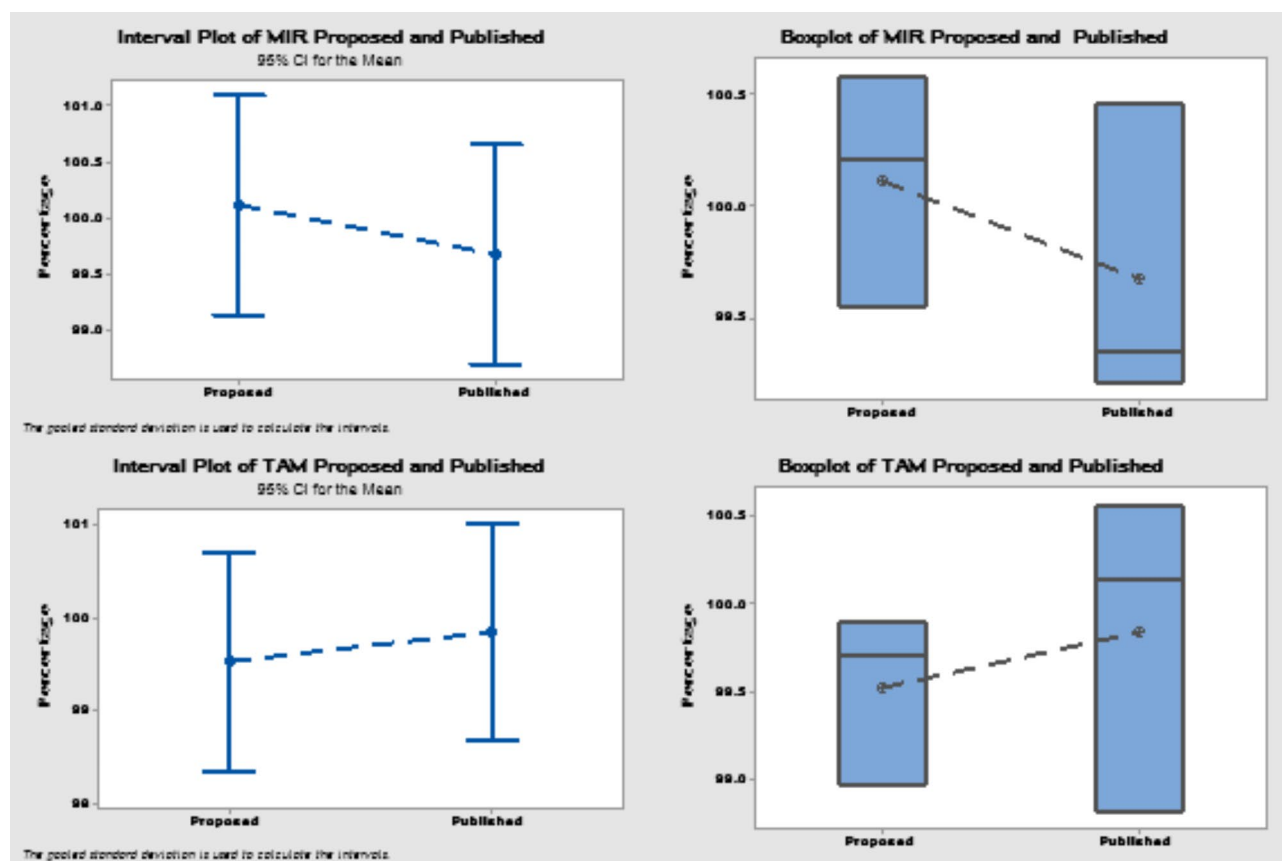 Interval Plot of MIR Proposed and Published
95% CI for the Mean
101.0
100.5
100.0
99.5
99.0
Percentage
Proposed Published
The pooled standard deviation is used to calculate the intervals.
Boxplot of MIR Proposed and Published
100.5
100.0
99.5
Percentage
Proposed Published
Interval Plot of TAM Proposed and Published
95% CI for the Mean
101
100
99
98
Percentage
Proposed Published
The pooled standard deviation is used to calculate the intervals.
Boxplot of TAM Proposed and Published
100.5
100.0
99.5
99.0
Percentage
Proposed Published